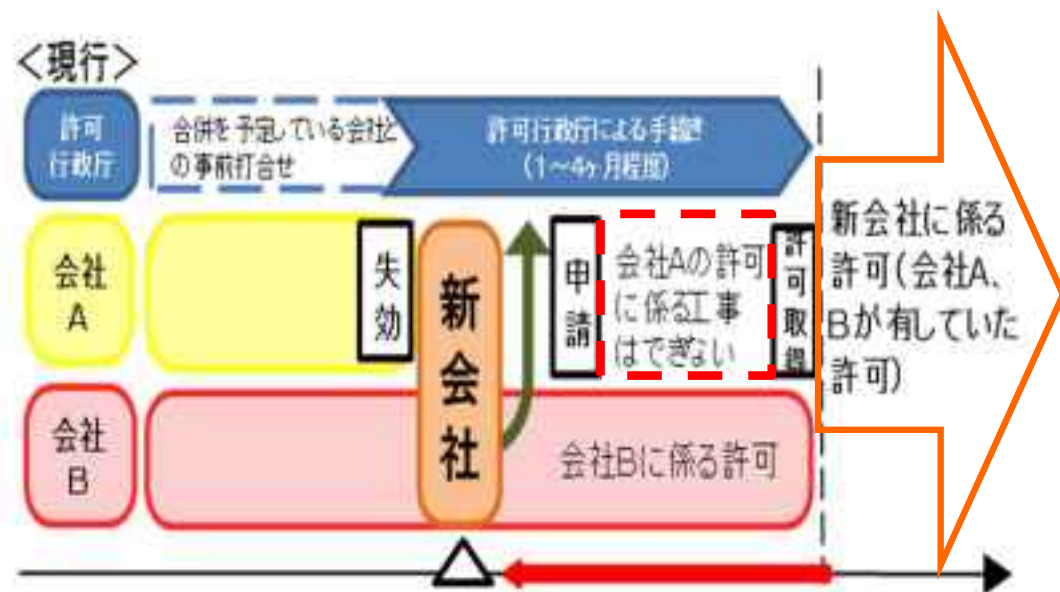 <現行>
許可
行政庁
合併を予定している会社と
の事前打合せ
許可行政庁による手続き
(1~4ヶ月程度)
会社
A
失効
新会社
申請
会社Aの許可
に係る工事
はできない
許可取得
新会社に係る
許可(会社A、
Bが有していた
許可)
会社
B
会社Bに係る許可